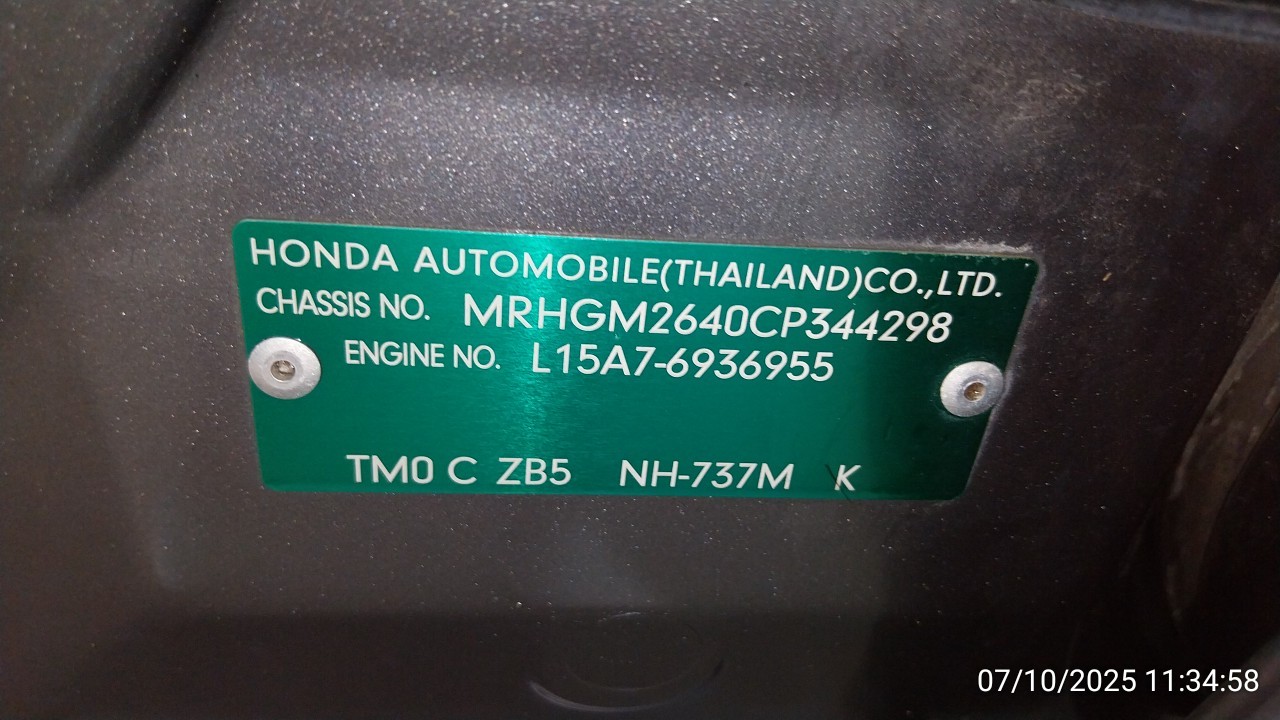 HONDA AUTOMOBILE(THAILAND)CO.,LTD.
CHASSIS NO. MRHGM2640CP344298
ENGINE NO. L15A7-6936955
TM0 C ZB5 NH-737M K
07/10/2025 11:34:58